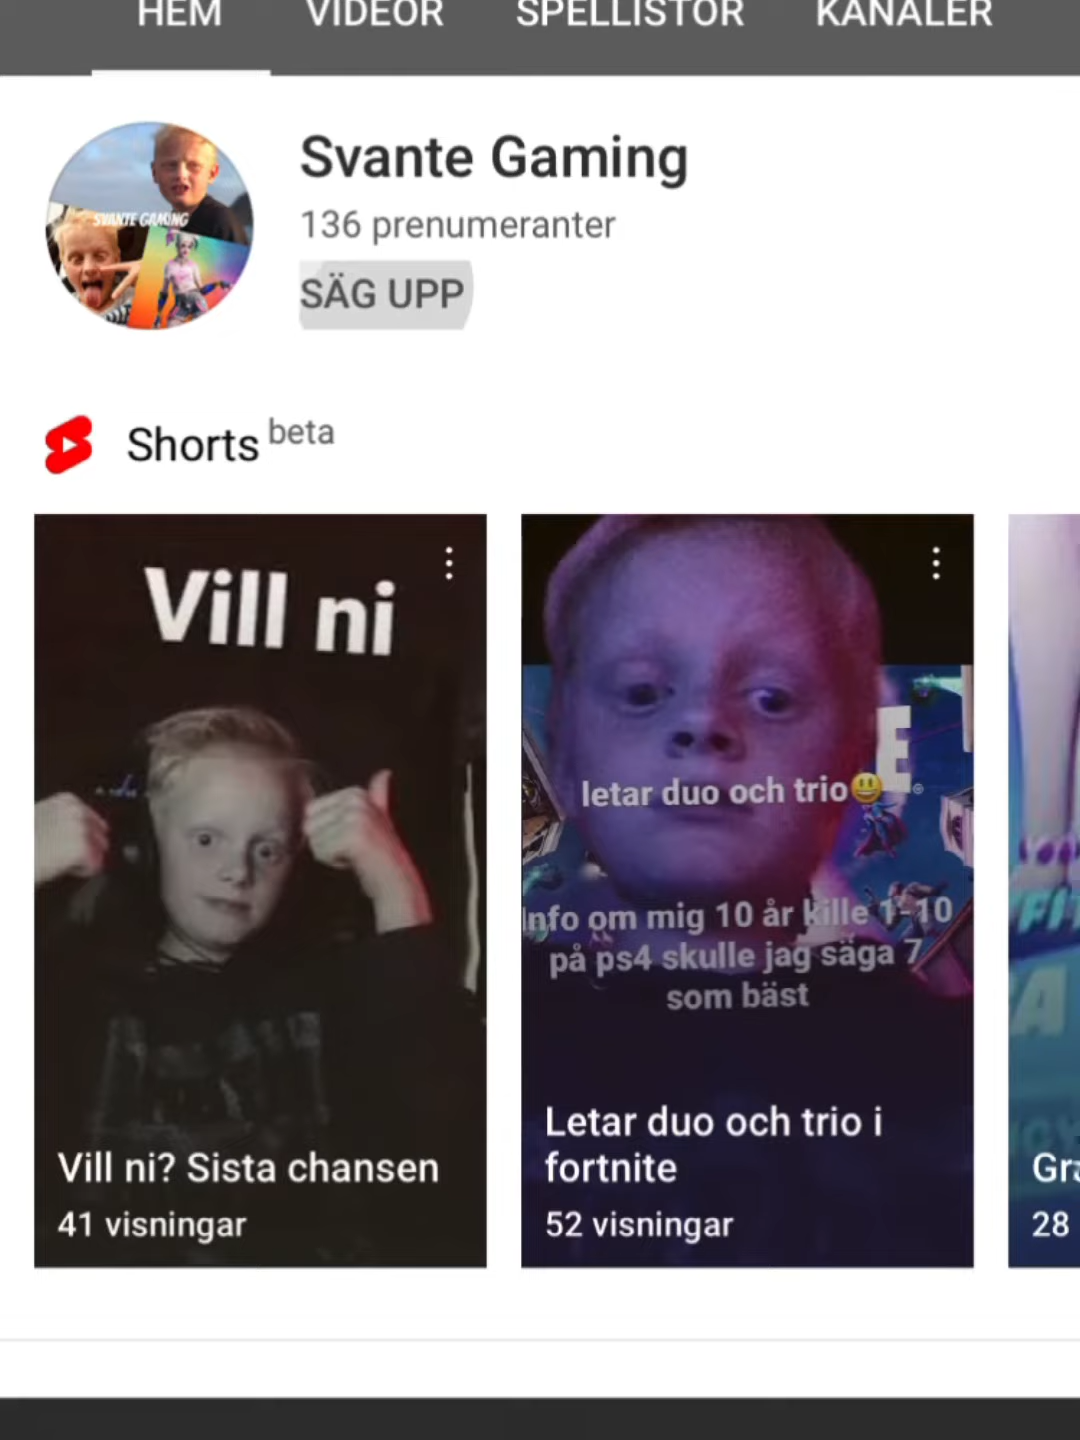 HEM VIDEOR SPELLISTOR KANALER
SVANTE GAMING
Svante Gaming
136 prenumeranter
SÄG UPP
Shorts beta
Vill ni
Vill ni? Sista chansen
41 visningar
E
letar duo och trio😃
Info om mig 10 år kille 1-10
på ps4 skulle jag säga 7
som bäst
Letar duo och trio i
fortnite
52 visningar
28